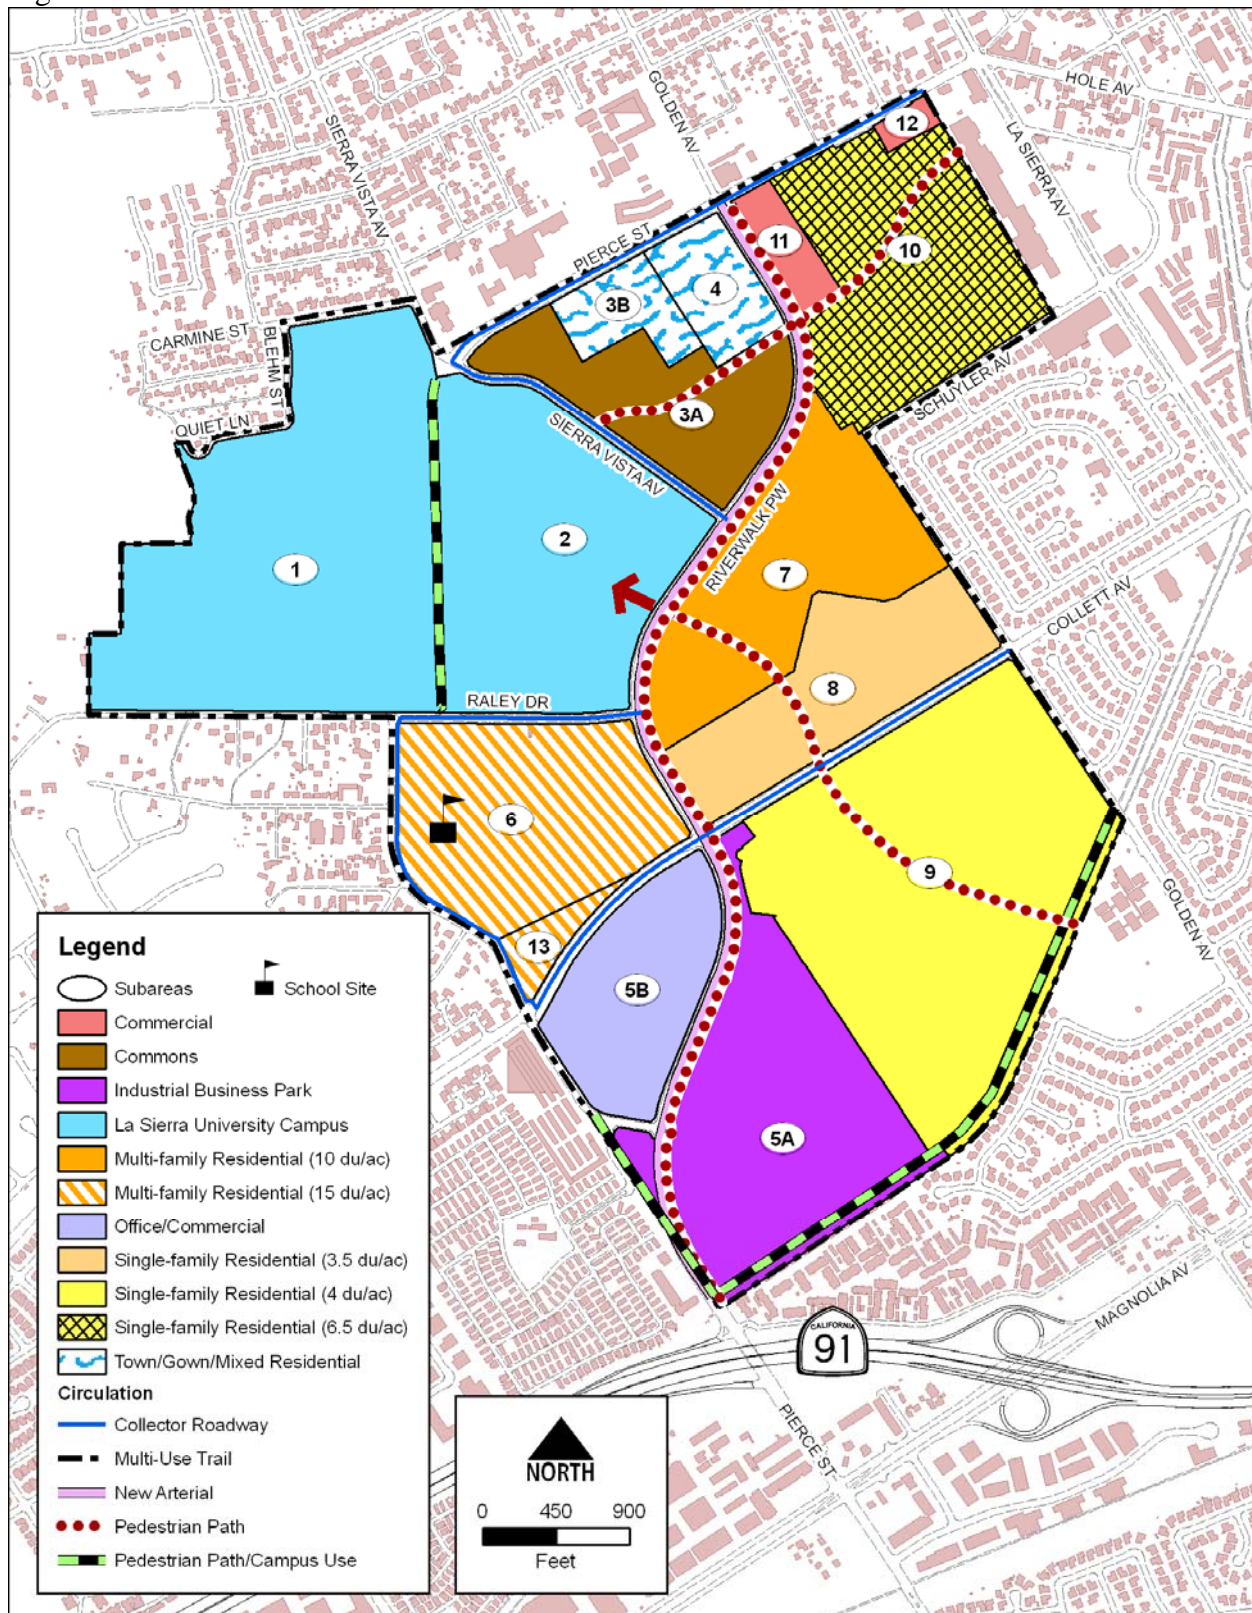 HOLE AV
GOLDEN AV
SIERRA VISTA AV
LA SIERRA AV
12
11
10
PIERCE ST
4
3B
CARMINE ST
BLEHM ST
QUIET LN
SCHUYLER AV
3A
SIERRA VISTA AV
RIVERWALK PW
2
1
7
COLLETT AV
8
RALEY DR
6
9
GOLDEN AV
13
5B
5A
Legend
Subareas
School Site
Commercial
Commons
Industrial Business Park
La Sierra University Campus
Multi-family Residential (10 du/ac)
Multi-family Residential (15 du/ac)
Office/Commercial
Single-family Residential (3.5 du/ac)
Single-family Residential (4 du/ac)
Single-family Residential (6.5 du/ac)
Town/Gown/Mixed Residential
Circulation
Collector Roadway
Multi-Use Trail
New Arterial
Pedestrian Path
Pedestrian Path/Campus Use
NORTH
0 450 900
Feet
MAGNOLIA AV
CALIFORNIA
91
PIERCE ST